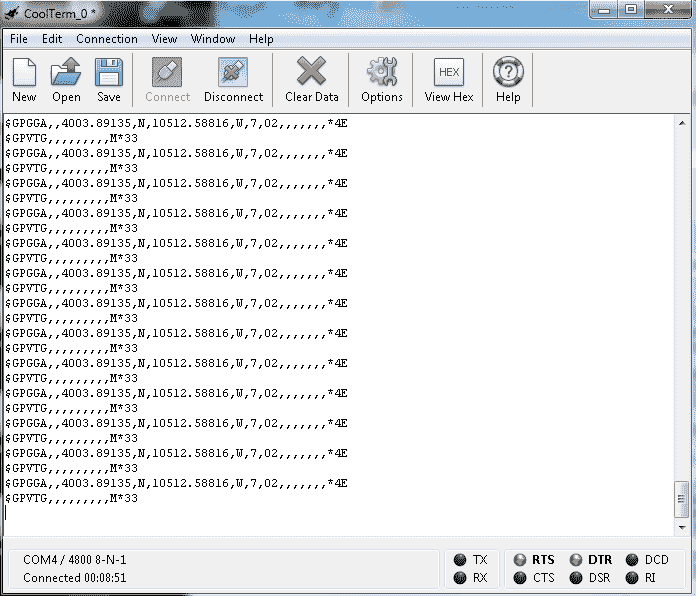 CoolTerm_0 *
File Edit Connection View Window Help
HEX
New Open Save Connect Disconnect Clear Data Options View Hex Help
$GPGGA,,4003.89135,N,10512.58816,W,7,02,,,,,,,*4E
$GPVTG,,,,,,,,,M*33
$GPGGA,,4003.89135,N,10512.58816,W,7,02,,,,,,,*4E
$GPVTG,,,,,,,,,M*33
$GPGGA,,4003.89135,N,10512.58816,W,7,02,,,,,,,*4E
$GPVTG,,,,,,,,,M*33
$GPGGA,,4003.89135,N,10512.58816,W,7,02,,,,,,,*4E
$GPVTG,,,,,,,,,M*33
$GPGGA,,4003.89135,N,10512.58816,W,7,02,,,,,,,*4E
$GPVTG,,,,,,,,,M*33
$GPGGA,,4003.89135,N,10512.58816,W,7,02,,,,,,,*4E
$GPVTG,,,,,,,,,M*33
$GPGGA,,4003.89135,N,10512.58816,W,7,02,,,,,,,*4E
$GPVTG,,,,,,,,,M*33
$GPGGA,,4003.89135,N,10512.58816,W,7,02,,,,,,,*4E
$GPVTG,,,,,,,,,M*33
$GPGGA,,4003.89135,N,10512.58816,W,7,02,,,,,,,*4E
$GPVTG,,,,,,,,,M*33
$GPGGA,,4003.89135,N,10512.58816,W,7,02,,,,,,,*4E
$GPVTG,,,,,,,,,M*33
$GPGGA,,4003.89135,N,10512.58816,W,7,02,,,,,,,*4E
$GPVTG,,,,,,,,,M*33
$GPGGA,,4003.89135,N,10512.58816,W,7,02,,,,,,,*4E
$GPVTG,,,,,,,,,M*33
$GPGGA,,4003.89135,N,10512.58816,W,7,02,,,,,,,*4E
$GPVTG,,,,,,,,,M*33
COM4 / 4800 8-N-1
Connected 00:08:51
TX RTS DTR DCD
RX CTS DSR RI